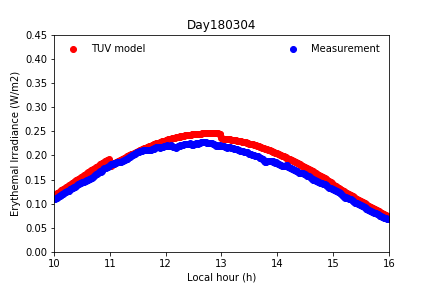 Day180304
TUV model
Measurement
Erythemal Irradiance (W/m2)
0.45
0.40
0.35
0.30
0.25
0.20
0.15
0.10
0.05
0.00
10 11 12 13 14 15 16
Local hour (h)